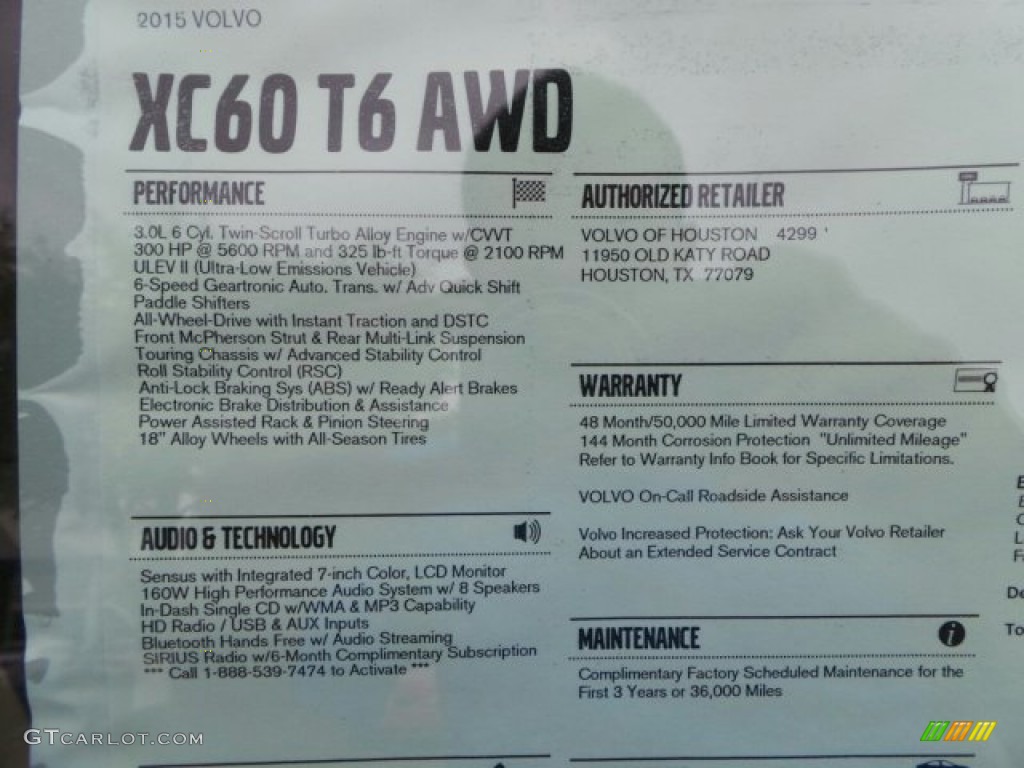 2015 VOLVO
XC60 T6 AWD
PERFORMANCE
3.0L 6 Cyl. Twin-Scroll Turbo Alloy Engine w/CVVT
300 HP @ 5600 RPM and 325 lb-ft Torque @ 2100 RPM
ULEV II (Ultra-Low Emissions Vehicle)
6-Speed Geartronic Auto. Trans. w/ Adv Quick Shift
Paddle Shifters
All-Wheel-Drive with Instant Traction and DSTC
Front McPherson Strut & Rear Multi-Link Suspension
Touring Chassis w/ Advanced Stability Control
Roll Stability Control (RSC)
Anti-Lock Braking Sys (ABS) w/ Ready Alert Brakes
Electronic Brake Distribution & Assistance
Power Assisted Rack & Pinion Steering
18" Alloy Wheels with All-Season Tires
AUDIO & TECHNOLOGY
Sensus with Integrated 7-inch Color, LCD Monitor
160W High Performance Audio System w/ 8 Speakers
In-Dash Single CD w/WMA & MP3 Capability
HD Radio / USB & AUX Inputs
Bluetooth Hands Free w/ Audio Streaming
SIRIUS Radio w/6-Month Complimentary Subscription
*** Call 1-888-539-7474 to Activate ***
AUTHORIZED RETAILER
VOLVO OF HOUSTON 4299 '
11950 OLD KATY ROAD
HOUSTON, TX 77079
WARRANTY
48 Month/50,000 Mile Limited Warranty Coverage
144 Month Corrosion Protection "Unlimited Mileage"
Refer to Warranty Info Book for Specific Limitations.
VOLVO On-Call Roadside Assistance
Volvo Increased Protection: Ask Your Volvo Retailer
About an Extended Service Contract
MAINTENANCE
Complimentary Factory Scheduled Maintenance for the
First 3 Years or 36,000 Miles
GTCARLOT.COM